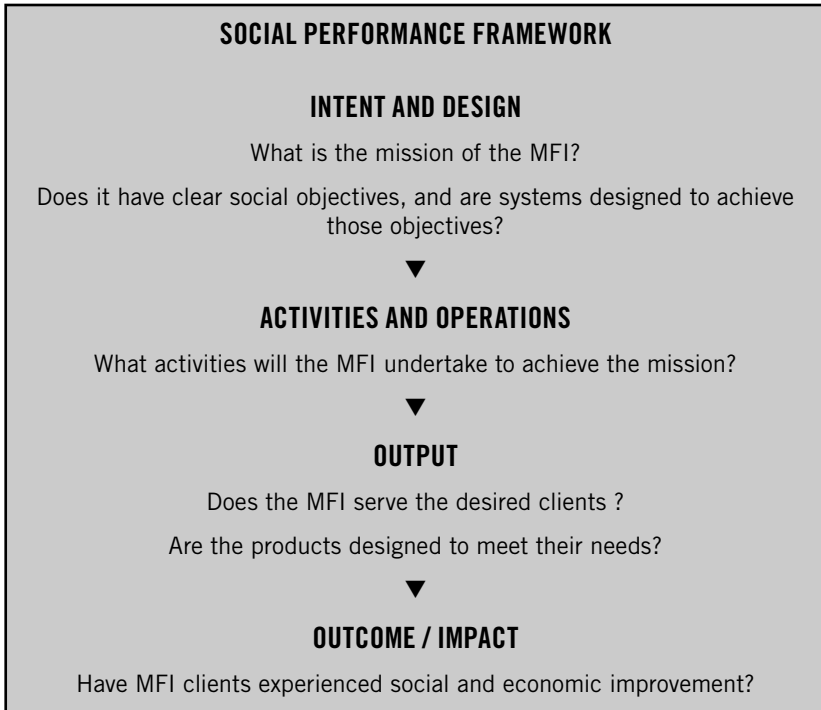 SOCIAL PERFORMANCE FRAMEWORK
INTENT AND DESIGN
What is the mission of the MFI?
Does it have clear social objectives, and are systems designed to achieve
those objectives?
▼
ACTIVITIES AND OPERATIONS
What activities will the MFI undertake to achieve the mission?
▼
OUTPUT
Does the MFI serve the desired clients ?
Are the products designed to meet their needs?
▼
OUTCOME / IMPACT
Have MFI clients experienced social and economic improvement?